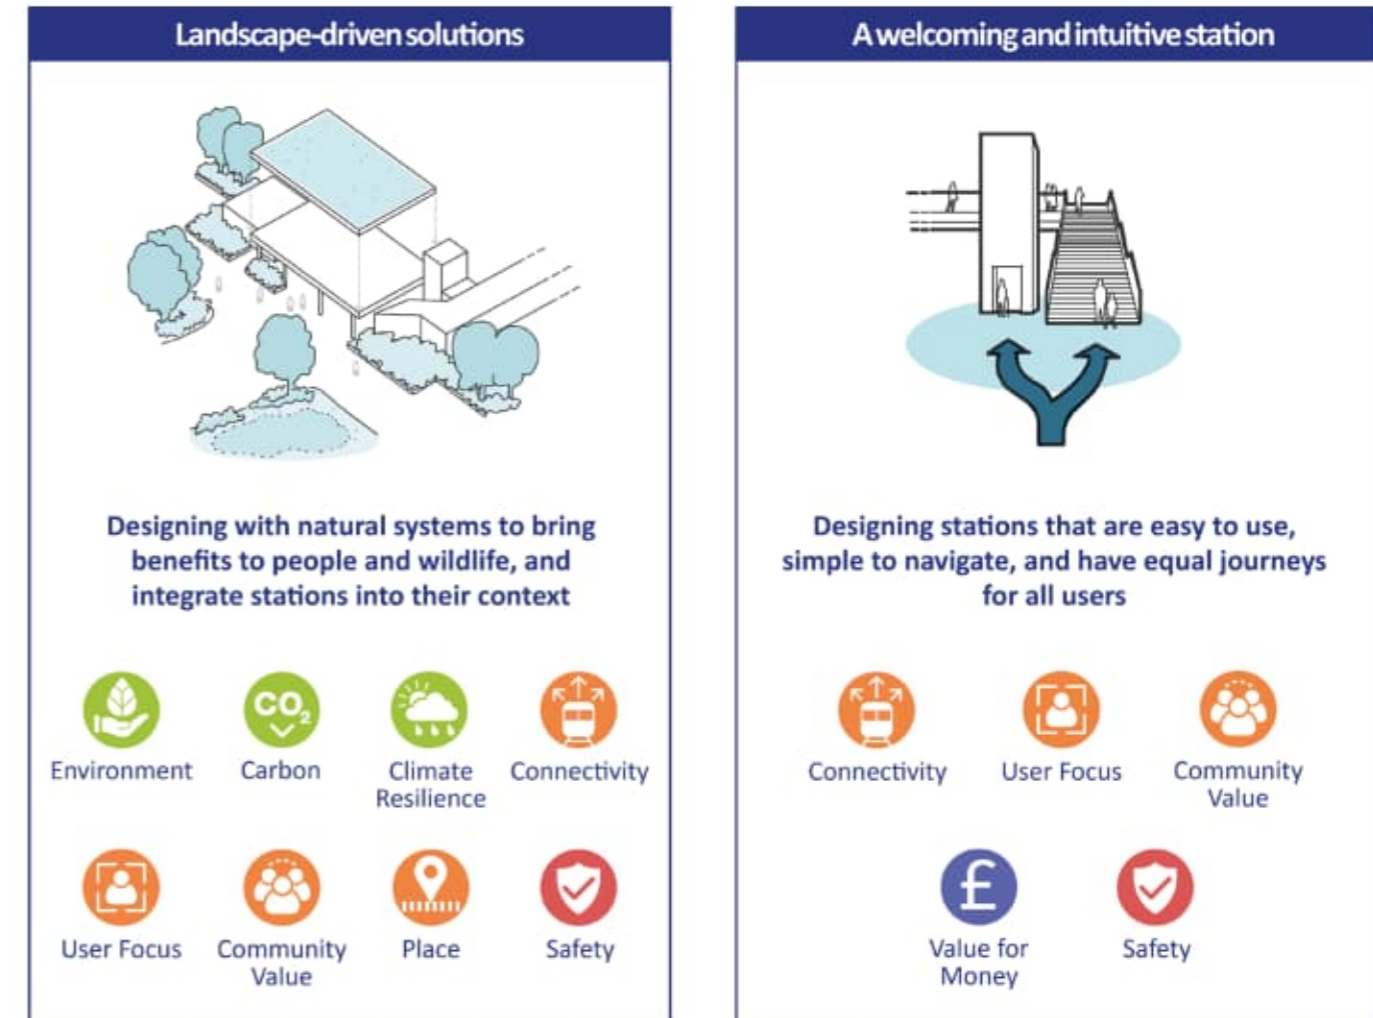 Landscape-driven solutions
Designing with natural systems to bring
benefits to people and wildlife, and
integrate stations into their context
Environment
CO₂
Carbon
Climate
Resilience
Connectivity
User Focus
Community
Value
Place
Safety
A welcoming and intuitive station
Designing stations that are easy to use,
simple to navigate, and have equal journeys
for all users
Connectivity
User Focus
Community
Value
£
Value for
Money
Safety